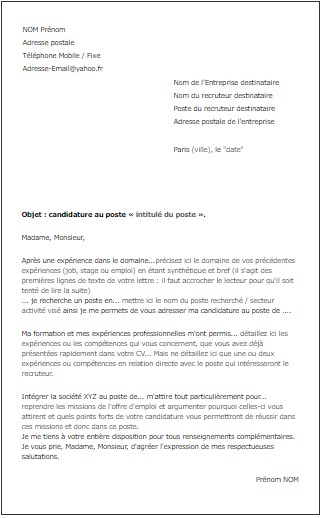 NOM Prénom
Adresse postale
Téléphone Mobile / Fixe
Adresse-Email@yahoo.fr
Nom de l'Entreprise destinataire
Nom du recruteur destinataire
Poste du recruteur destinataire
Adresse postale de l'entreprise
Paris (ville), le "date"
Objet : candidature au poste « intitulé du poste ».
Madame, Monsieur,
Après une expérience dans le domaine...précisez ici le domaine de vos précédentes
expériences (job, stage ou emploi) en étant synthétique et bref (il s'agit des
premières lignes de texte de votre lettre : il faut accrocher le lecteur pour qu'il soit
tenté de lire la suite)
... je recherche un poste en... mettre ici le nom du poste recherché / secteur
activité visé ainsi je me permets de vous adresser ma candidature au poste de ....
Ma formation et mes expériences professionnelles m'ont permis... détaillez ici les
expériences ou les compétences qui vous concernent, que vous avez déjà
présentées rapidement dans votre CV... Mais ne détaillez ici que une ou deux
expériences ou compétences en relation directe avec le poste qui intéresseront le
recruteur.
Intégrer la société XYZ au poste de... m'attire tout particulièrement pour...
reprendre les missions de l'offre d'emploi et argumenter pourquoi celles-ci vous
attirent et quels points forts de votre candidature vous permettront de réussir dans
ces missions et donc dans ce poste.
Je me tiens à votre entière disposition pour tous renseignements complémentaires.
Je vous prie, Madame, Monsieur, d'agréer l'expression de mes respectueuses
salutations.
Prénom NOM